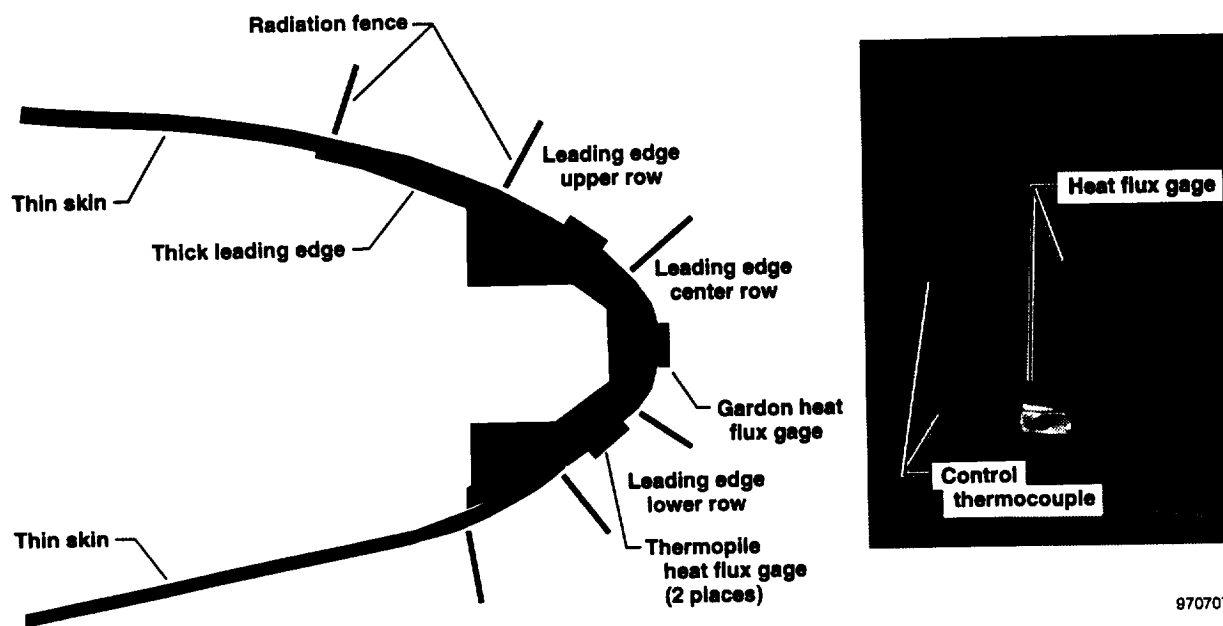 Radiation fence
Leading edge
upper row
Thin skin
Thick leading edge
Leading edge
center row
Gardon heat
flux gage
Leading edge
lower row
Thin skin
Thermopile
heat flux gage
(2 places)
Heat flux gage
Control
thermocouple